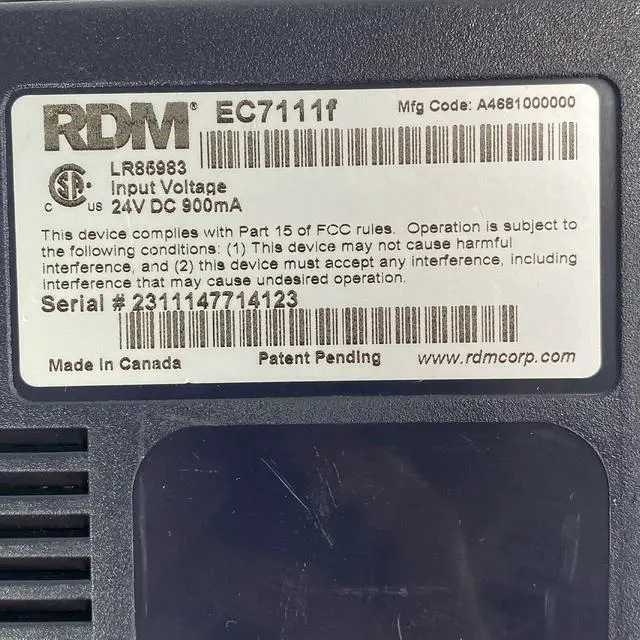 RDM® EC7111f Mfg Code: A4681000000
LR85983
Input Voltage
24V DC 900mA
C US
This device complies with Part 15 of FCC rules. Operation is subject to
the following conditions: (1) This device may not cause harmful
interference, and (2) this device must accept any interference, including
interference that may cause undesired operation.
Serial # 2311147714123
Made In Canada Patent Pending www.rdmcorp.com